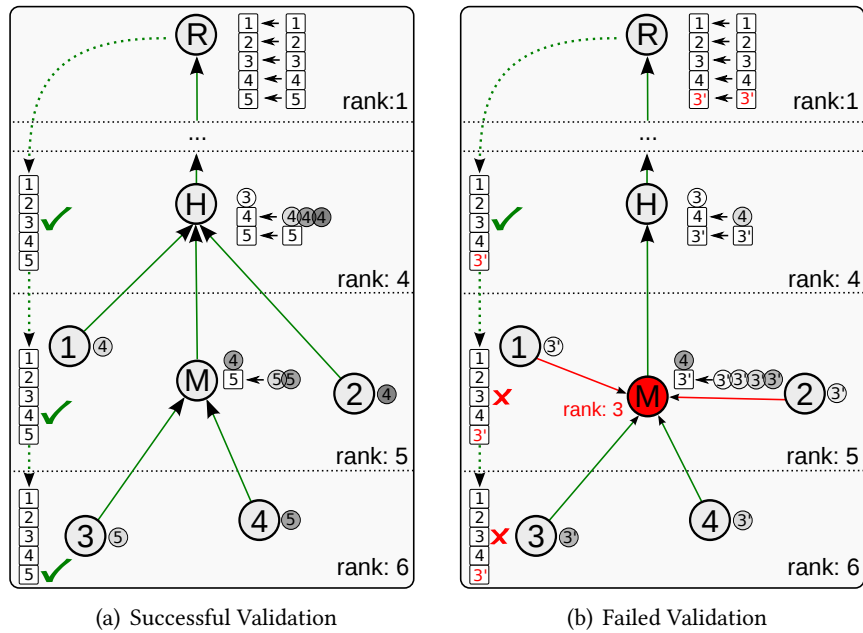 R
1 1
2 2
3 3
4 4
5 5
rank:1
...
1
2
3
4
5
H
3
4 4 4 4
5 5
rank: 4
1 4
1
2
3
4
5
M
4
5 5 5
2 4
rank: 5
1
2
3
4
5
3 5
4 5
rank: 6
(a) Successful Validation
R
1 1
2 2
3 3
4 4
3' 3'
rank:1
...
1
2
3
4
3'
H
3
4 4
3' 3'
rank: 4
1 3'
1
2
3
4
3'
M
rank: 3
4
3' 3' 3' 3' 3'
2 3'
rank: 5
1
2
3
4
3'
3 3'
4 3'
rank: 6
(b) Failed Validation